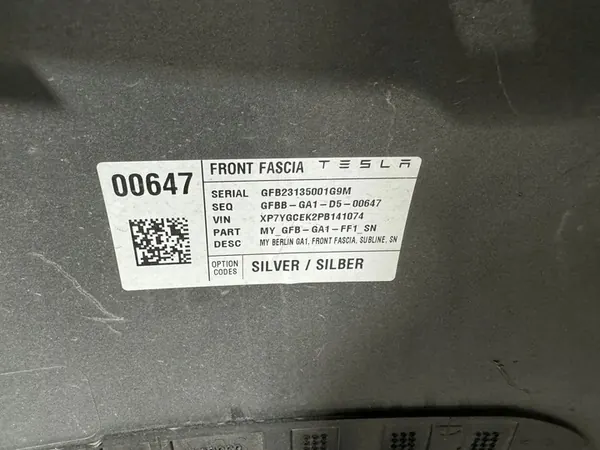 00647
FRONT FASCIA TESLA
SERIAL GFB23135001G9M
SEQ GFBB-GA1-D5-00647
VIN XP7YGCEK2PB141074
PART MY_GFB-GA1-FF1_SN
DESC MY BERLIN GA1, FRONT FASCIA, SUBLINE, SN
OPTION CODES SILVER / SILBER